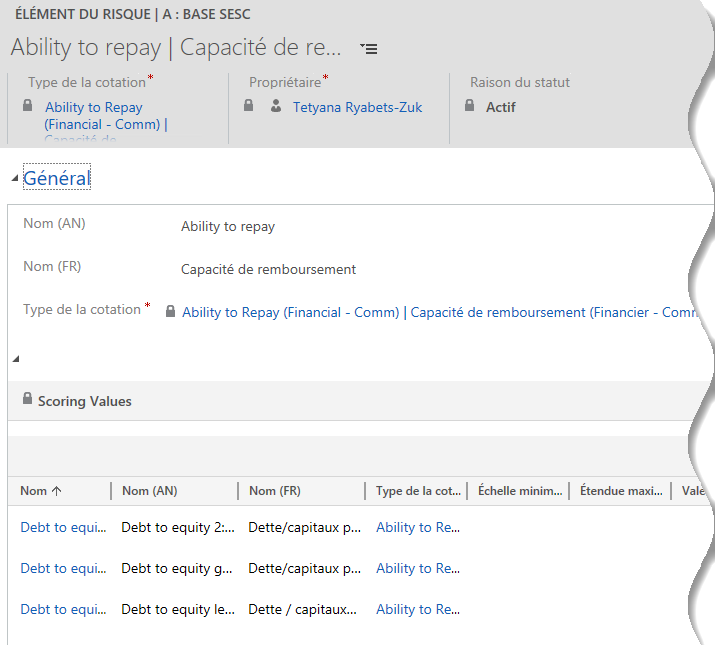 ÉLÉMENT DU RISQUE | A : BASE SESC
Ability to repay | Capacité de re...
Type de la cotation* Propriétaire* Raison du statut
Ability to Repay Tetyana Ryabets-Zuk Actif
(Financial - Comm) |
Capacité de
Général
Nom (AN) Ability to repay
Nom (FR) Capacité de remboursement
Type de la cotation * Ability to Repay (Financial - Comm) | Capacité de remboursement (Financier - Comm
Scoring Values
Nom ↑ Nom (AN) Nom (FR) Type de la cot... Échelle minim... Étendue maxi... Vale
Debt to equi... Debt to equity 2:... Dette/capitaux p... Ability to Re...
Debt to equi... Debt to equity g... Dette/capitaux p... Ability to Re...
Debt to equi... Debt to equity le... Dette / capitaux... Ability to Re...